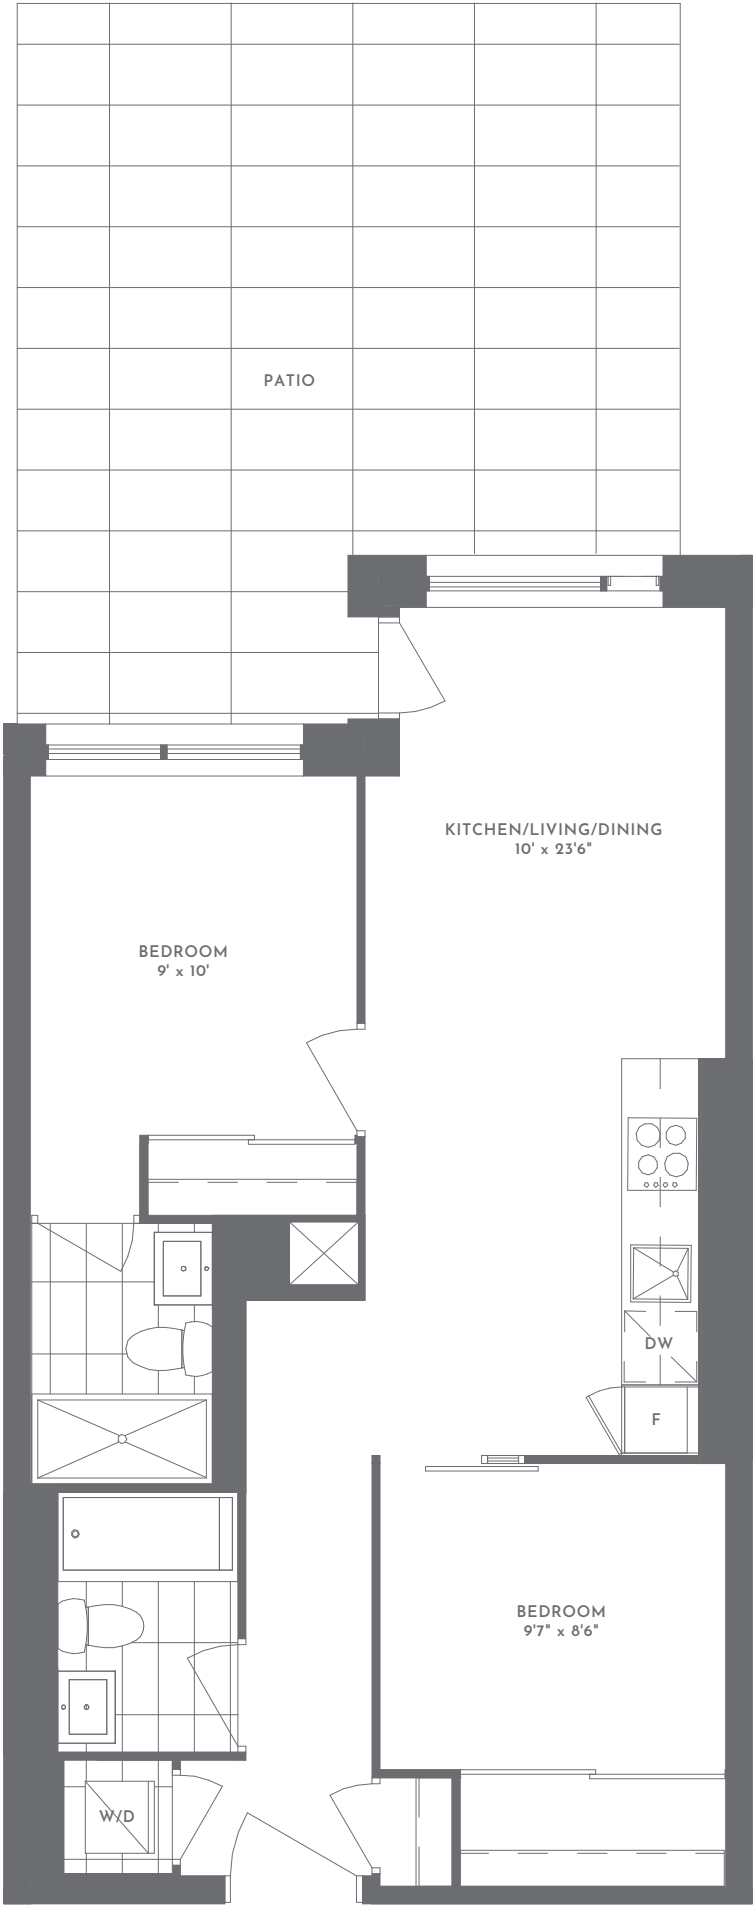 PATIO
KITCHEN/LIVING/DINING
10' x 23'6"
BEDROOM
9' x 10'
DW
F
BEDROOM
9'7" x 8'6"
W/D